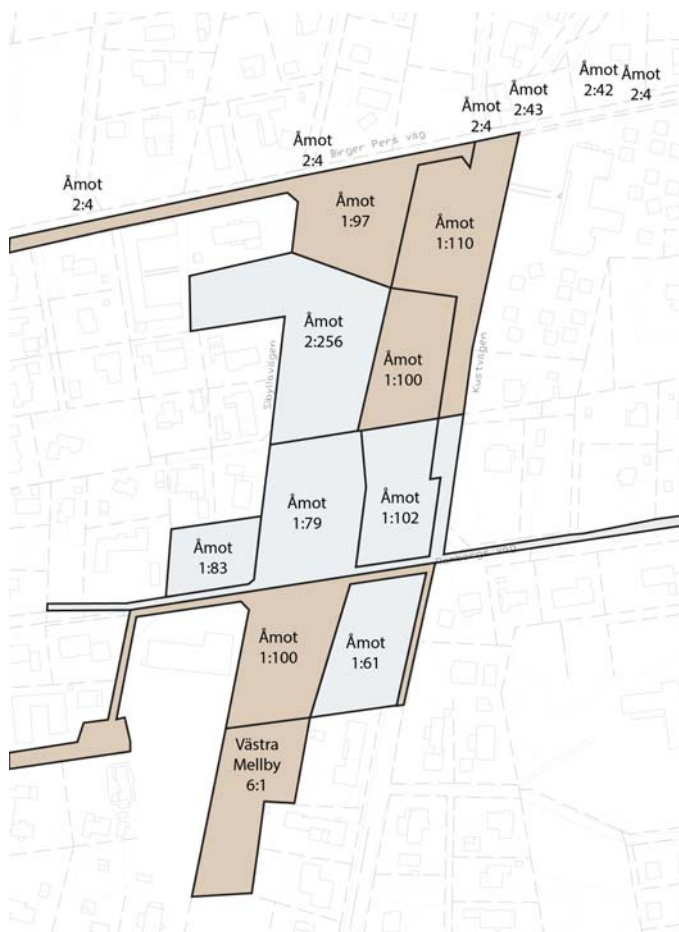 Åmot
2:42
Åmot
2:4
Åmot
2:43
Åmot
2:4
Åmot
2:4
Birger Pers väg
Åmot
2:4
Åmot
1:97
Åmot
1:110
Åmot
2:256
Åmot
1:100
Kustvägen
Sibyllavägen
Åmot
1:79
Åmot
1:102
Åmot
1:83
Åmot
1:100
Åmot
1:61
Västra
Mellby
6:1